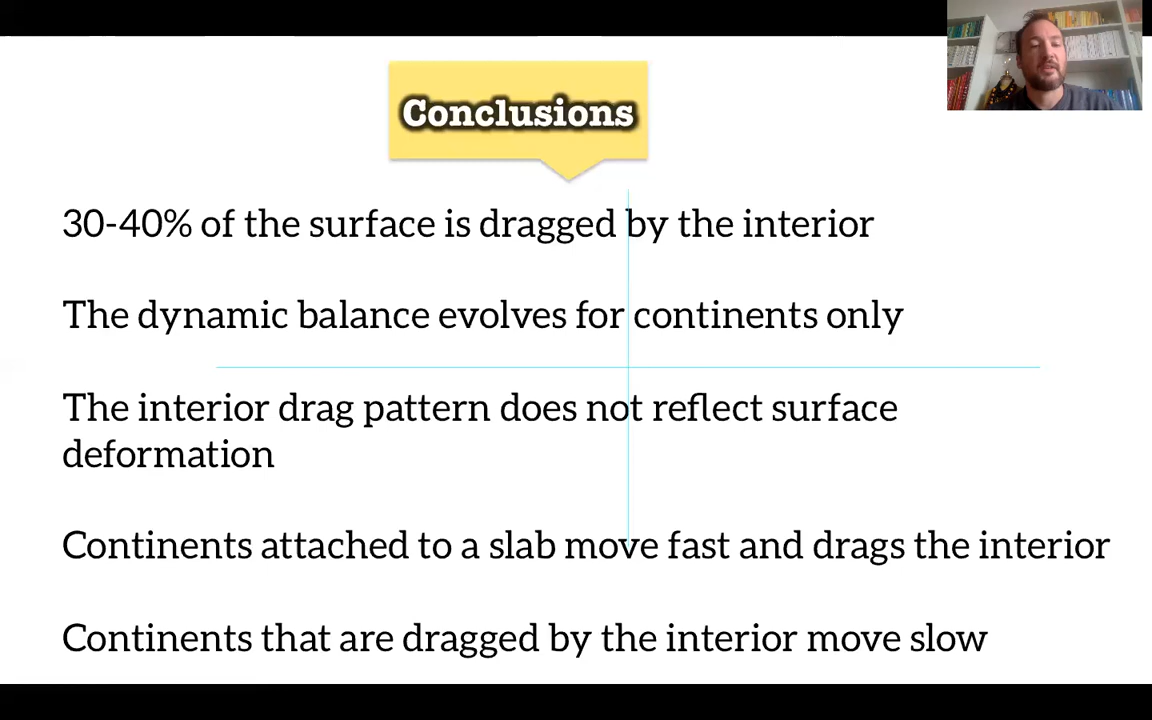 Conclusions
30-40% of the surface is dragged by the interior
The dynamic balance evolves for continents only
The interior drag pattern does not reflect surface
deformation
Continents attached to a slab move fast and drags the interior
Continents that are dragged by the interior move slow